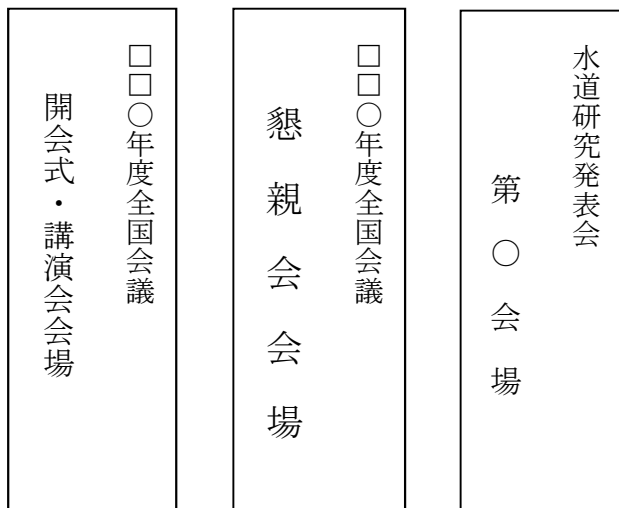 水道研究発表会
第○会場
□□○年度全国会議
懇親会会場
□□○年度全国会議
開会式・講演会会場